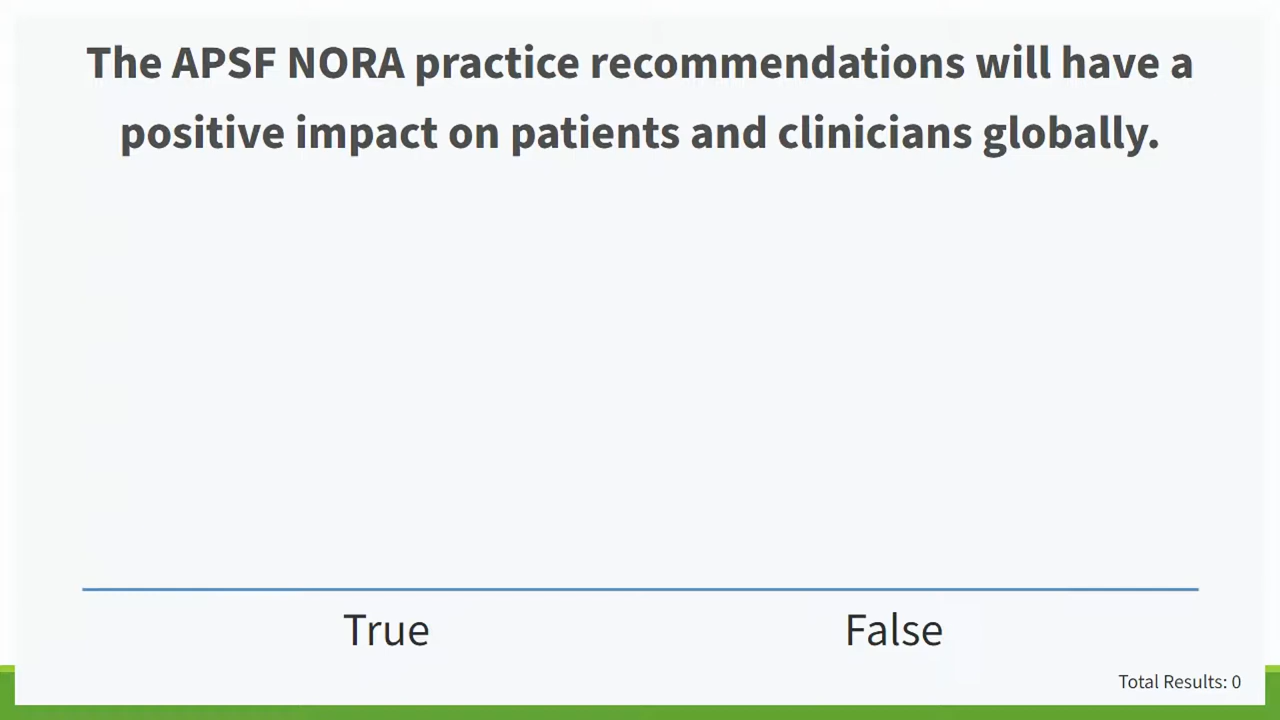 The APSF NORA practice recommendations will have a
positive impact on patients and clinicians globally.
True
False
Total Results: 0